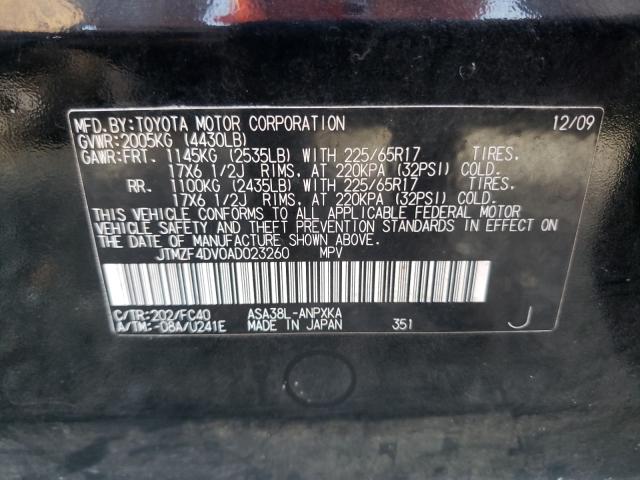 MFD.BY:TOYOTA MOTOR CORPORATION 12/09
GVWR:2005KG (4430LB)
GAWR:FRT. 1145KG (2535LB) WITH 225/65R17 TIRES.
17X6 1/2J RIMS, AT 220KPA (32PSI) COLD.
RR. 1100KG (2435LB) WITH 225/65R17 TIRES.
17X6 1/2J RIMS, AT 220KPA (32PSI) COLD.
THIS VEHICLE CONFORMS TO ALL APPLICABLE FEDERAL MOTOR
VEHICLE SAFETY AND THEFT PREVENTION STANDARDS IN EFFECT
ON THE DATE OF MANUFACTURE SHOWN ABOVE.
JTMZF4DV0AD023260 MPV
C/TR:202/FC40 ASA38L-ANPXKA
A/TM:-08A/U241E MADE IN JAPAN 351 J